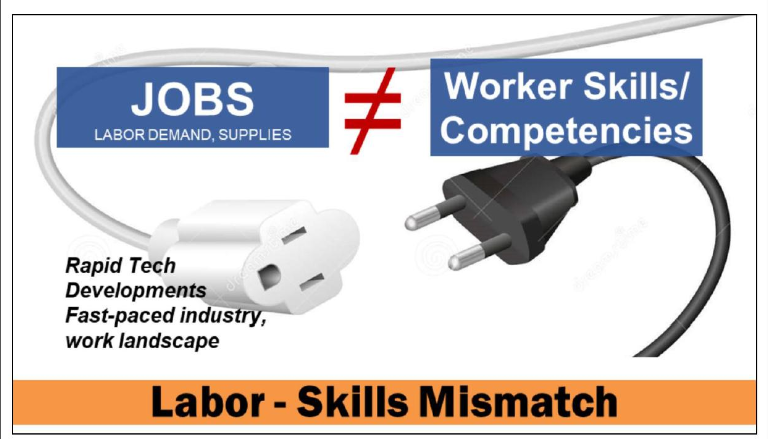 JOBS
LABOR DEMAND, SUPPLIES
≠
Worker Skills/
Competencies
Rapid Tech
Developments
Fast-paced industry,
work landscape
Labor - Skills Mismatch